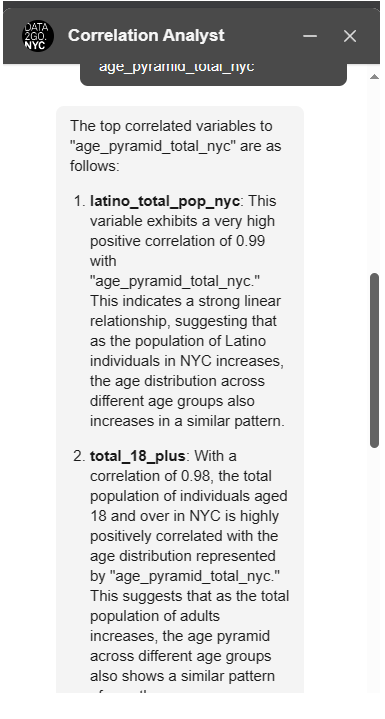 DATA
2GO.
NYC
Correlation Analyst
age_pyramid_total_nyc
The top correlated variables to
"age_pyramid_total_nyc" are as
follows:
1. latino_total_pop_nyc: This
variable exhibits a very high
positive correlation of 0.99
with
"age_pyramid_total_nyc."
This indicates a strong linear
relationship, suggesting that
as the population of Latino
individuals in NYC increases,
the age distribution across
different age groups also
increases in a similar pattern.
2. total_18_plus: With a
correlation of 0.98, the total
population of individuals aged
18 and over in NYC is highly
positively correlated with the
age distribution represented
by "age_pyramid_total_nyc."
This suggests that as the total
population of adults
increases, the age pyramid
across different age groups
also shows a similar pattern